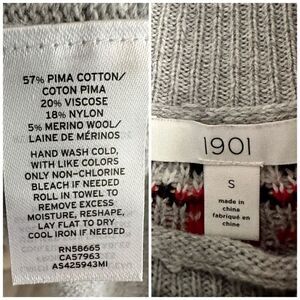 57% PIMA COTTON/
COTON PIMA
20% VISCOSE
18% NYLON
5% MERINO WOOL/
LAINE DE MÉRINOS
HAND WASH COLD,
WITH LIKE COLORS
ONLY NON-CHLORINE
BLEACH IF NEEDED
ROLL IN TOWEL TO
REMOVE EXCESS
MOISTURE, RESHAPE,
LAY FLAT TO DRY
COOL IRON IF NEEDED
RN58665
CA57963
AS425943MI
1901
S
made in
china
fabriqué en
chine